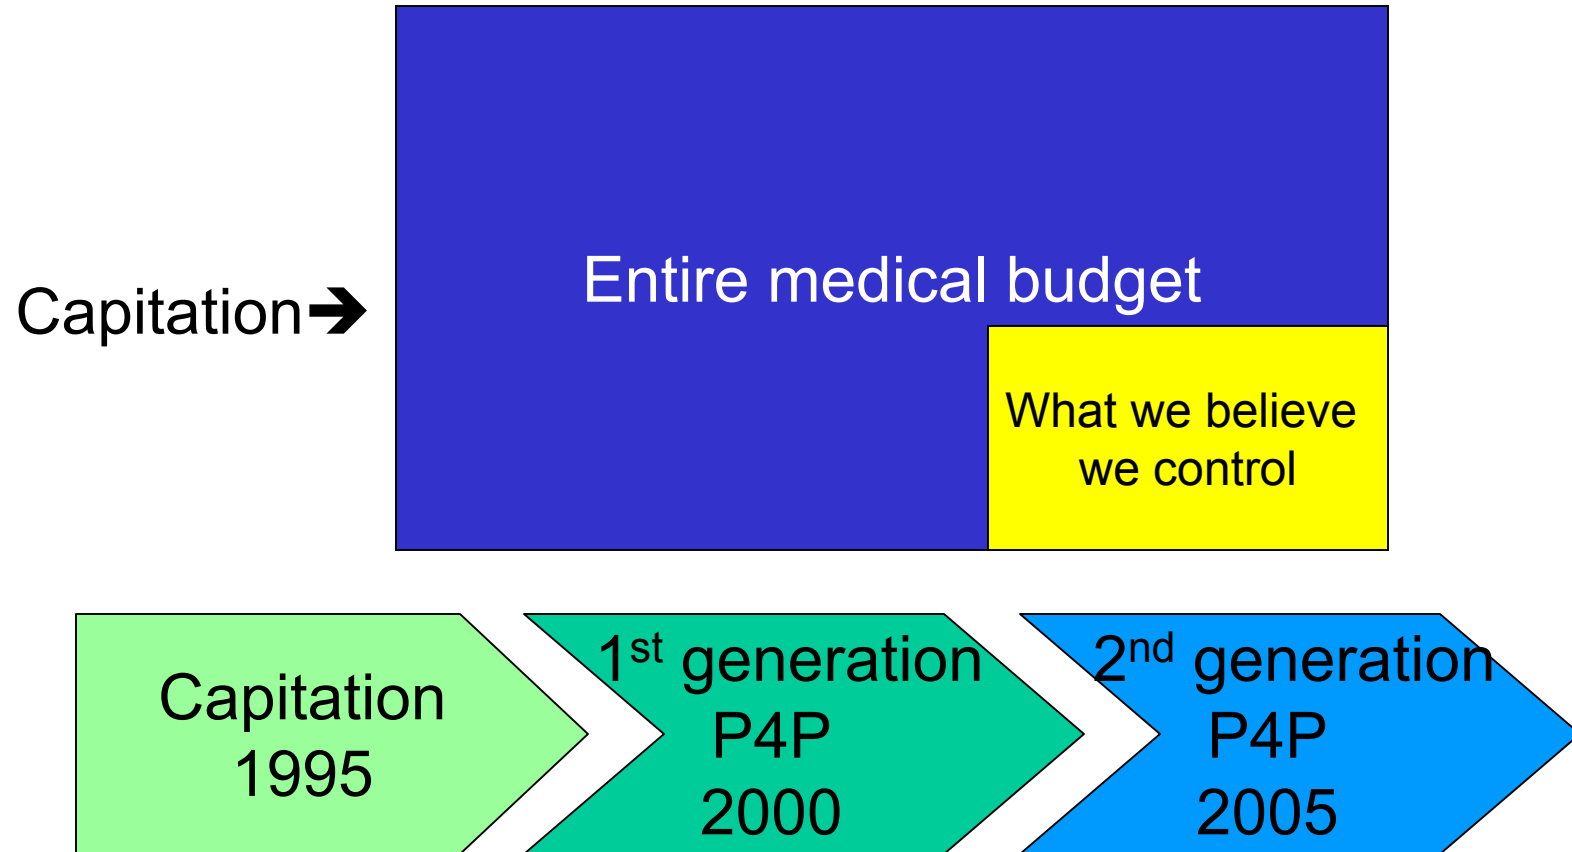 Entire medical budget
Capitation➔
What we believe
we control
Capitation
1995
1st generation
P4P
2000
2nd generation
P4P
2005